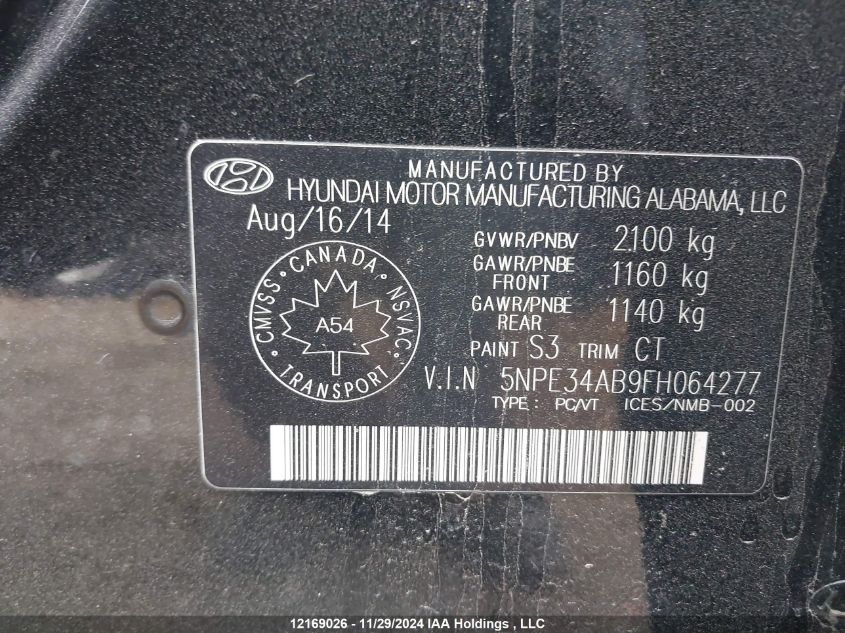 MANUFACTURED BY
HYUNDAI MOTOR MANUFACTURING ALABAMA, LLC
Aug/16/14
GVWR/PNBV 2100 kg
GAWR/PNBE FRONT 1160 kg
GAWR/PNBE REAR 1140 kg
PAINT S3 TRIM CT
CMVSS • CANADA • NSVAC • TRANSPORT •
A54
V.I.N 5NPE34AB9FH064277
TYPE: PC/VT ICES/NMB-002
12169026 - 11/29/2024 IAA Holdings , LLC